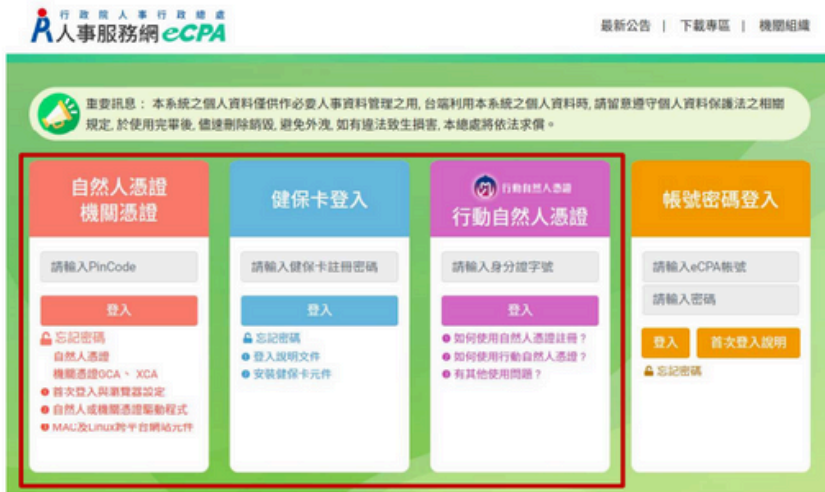 行政院人事行政總處
人事服務網eCPA
最新公告 | 下載專區 | 機關組織
重要訊息：本系統之個人資料僅供作必要人事資料管理之用, 台端利用本系統之個人資料時, 請留意遵守個人資料保護法之相關
規定, 於使用完畢後, 儘速刪除銷毀, 避免外洩, 如有違法致生損害, 本總處將依法求償。
自然人憑證
機關憑證
請輸入PinCode
登入
忘記密碼
自然人憑證
機關憑證GCA、XCA
首次登入與瀏覽器設定
自然人或機關憑證驅動程式
MAC及Linux跨平台網站元件
健保卡登入
請輸入健保卡註冊密碼
登入
忘記密碼
登入說明文件
安裝健保卡元件
行動自然人憑證
行動自然人憑證
請輸入身分證字號
登入
如何使用自然人憑證註冊？
如何使用行動自然人憑證？
有其他使用問題？
帳號密碼登入
請輸入eCPA帳號
請輸入密碼
登入 首次登入說明
忘記密碼